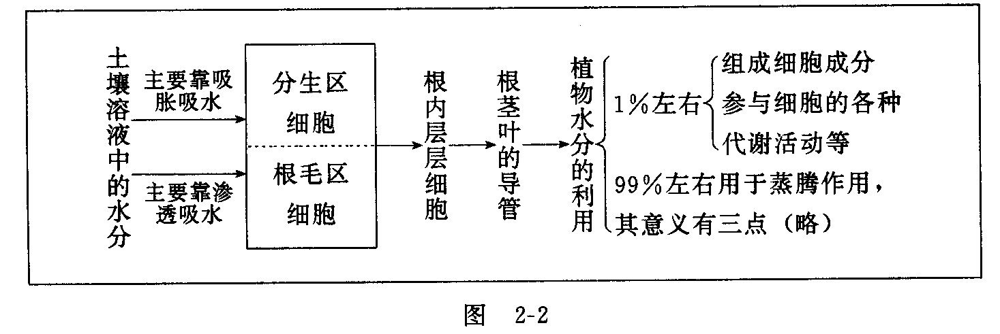 土壤溶液中的水分
主要靠吸
胀吸水
主要靠渗
透吸水
分生区
细胞
根毛区
细胞
根内层层细胞
根茎叶的导管
植物水分的利用
1%左右
组成细胞成分
参与细胞的各种
代谢活动等
99%左右用于蒸腾作用，
其意义有三点（略）
图 2-2